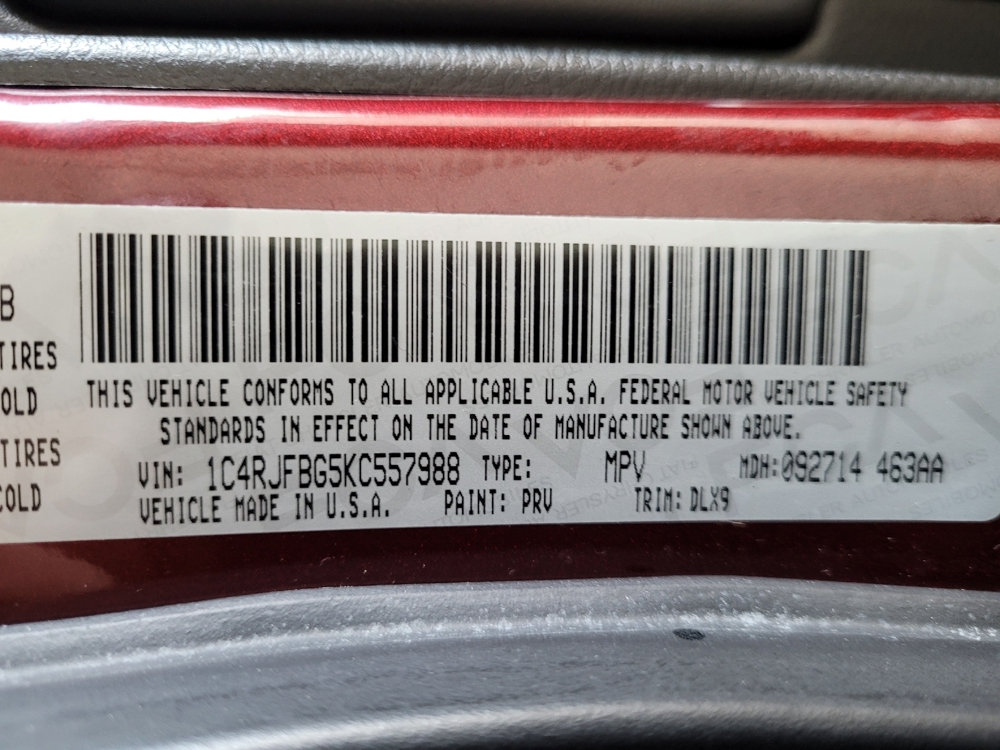 B
TIRES
COLD
TIRES
COLD
THIS VEHICLE CONFORMS TO ALL APPLICABLE U.S.A. FEDERAL MOTOR VEHICLE SAFETY
STANDARDS IN EFFECT ON THE DATE OF MANUFACTURE SHOWN ABOVE.
VIN: 1C4RJFBG5KC557988 TYPE: MPV MDH:092714 463AA
VEHICLE MADE IN U.S.A. PAINT: PRV TRIM: DLX9